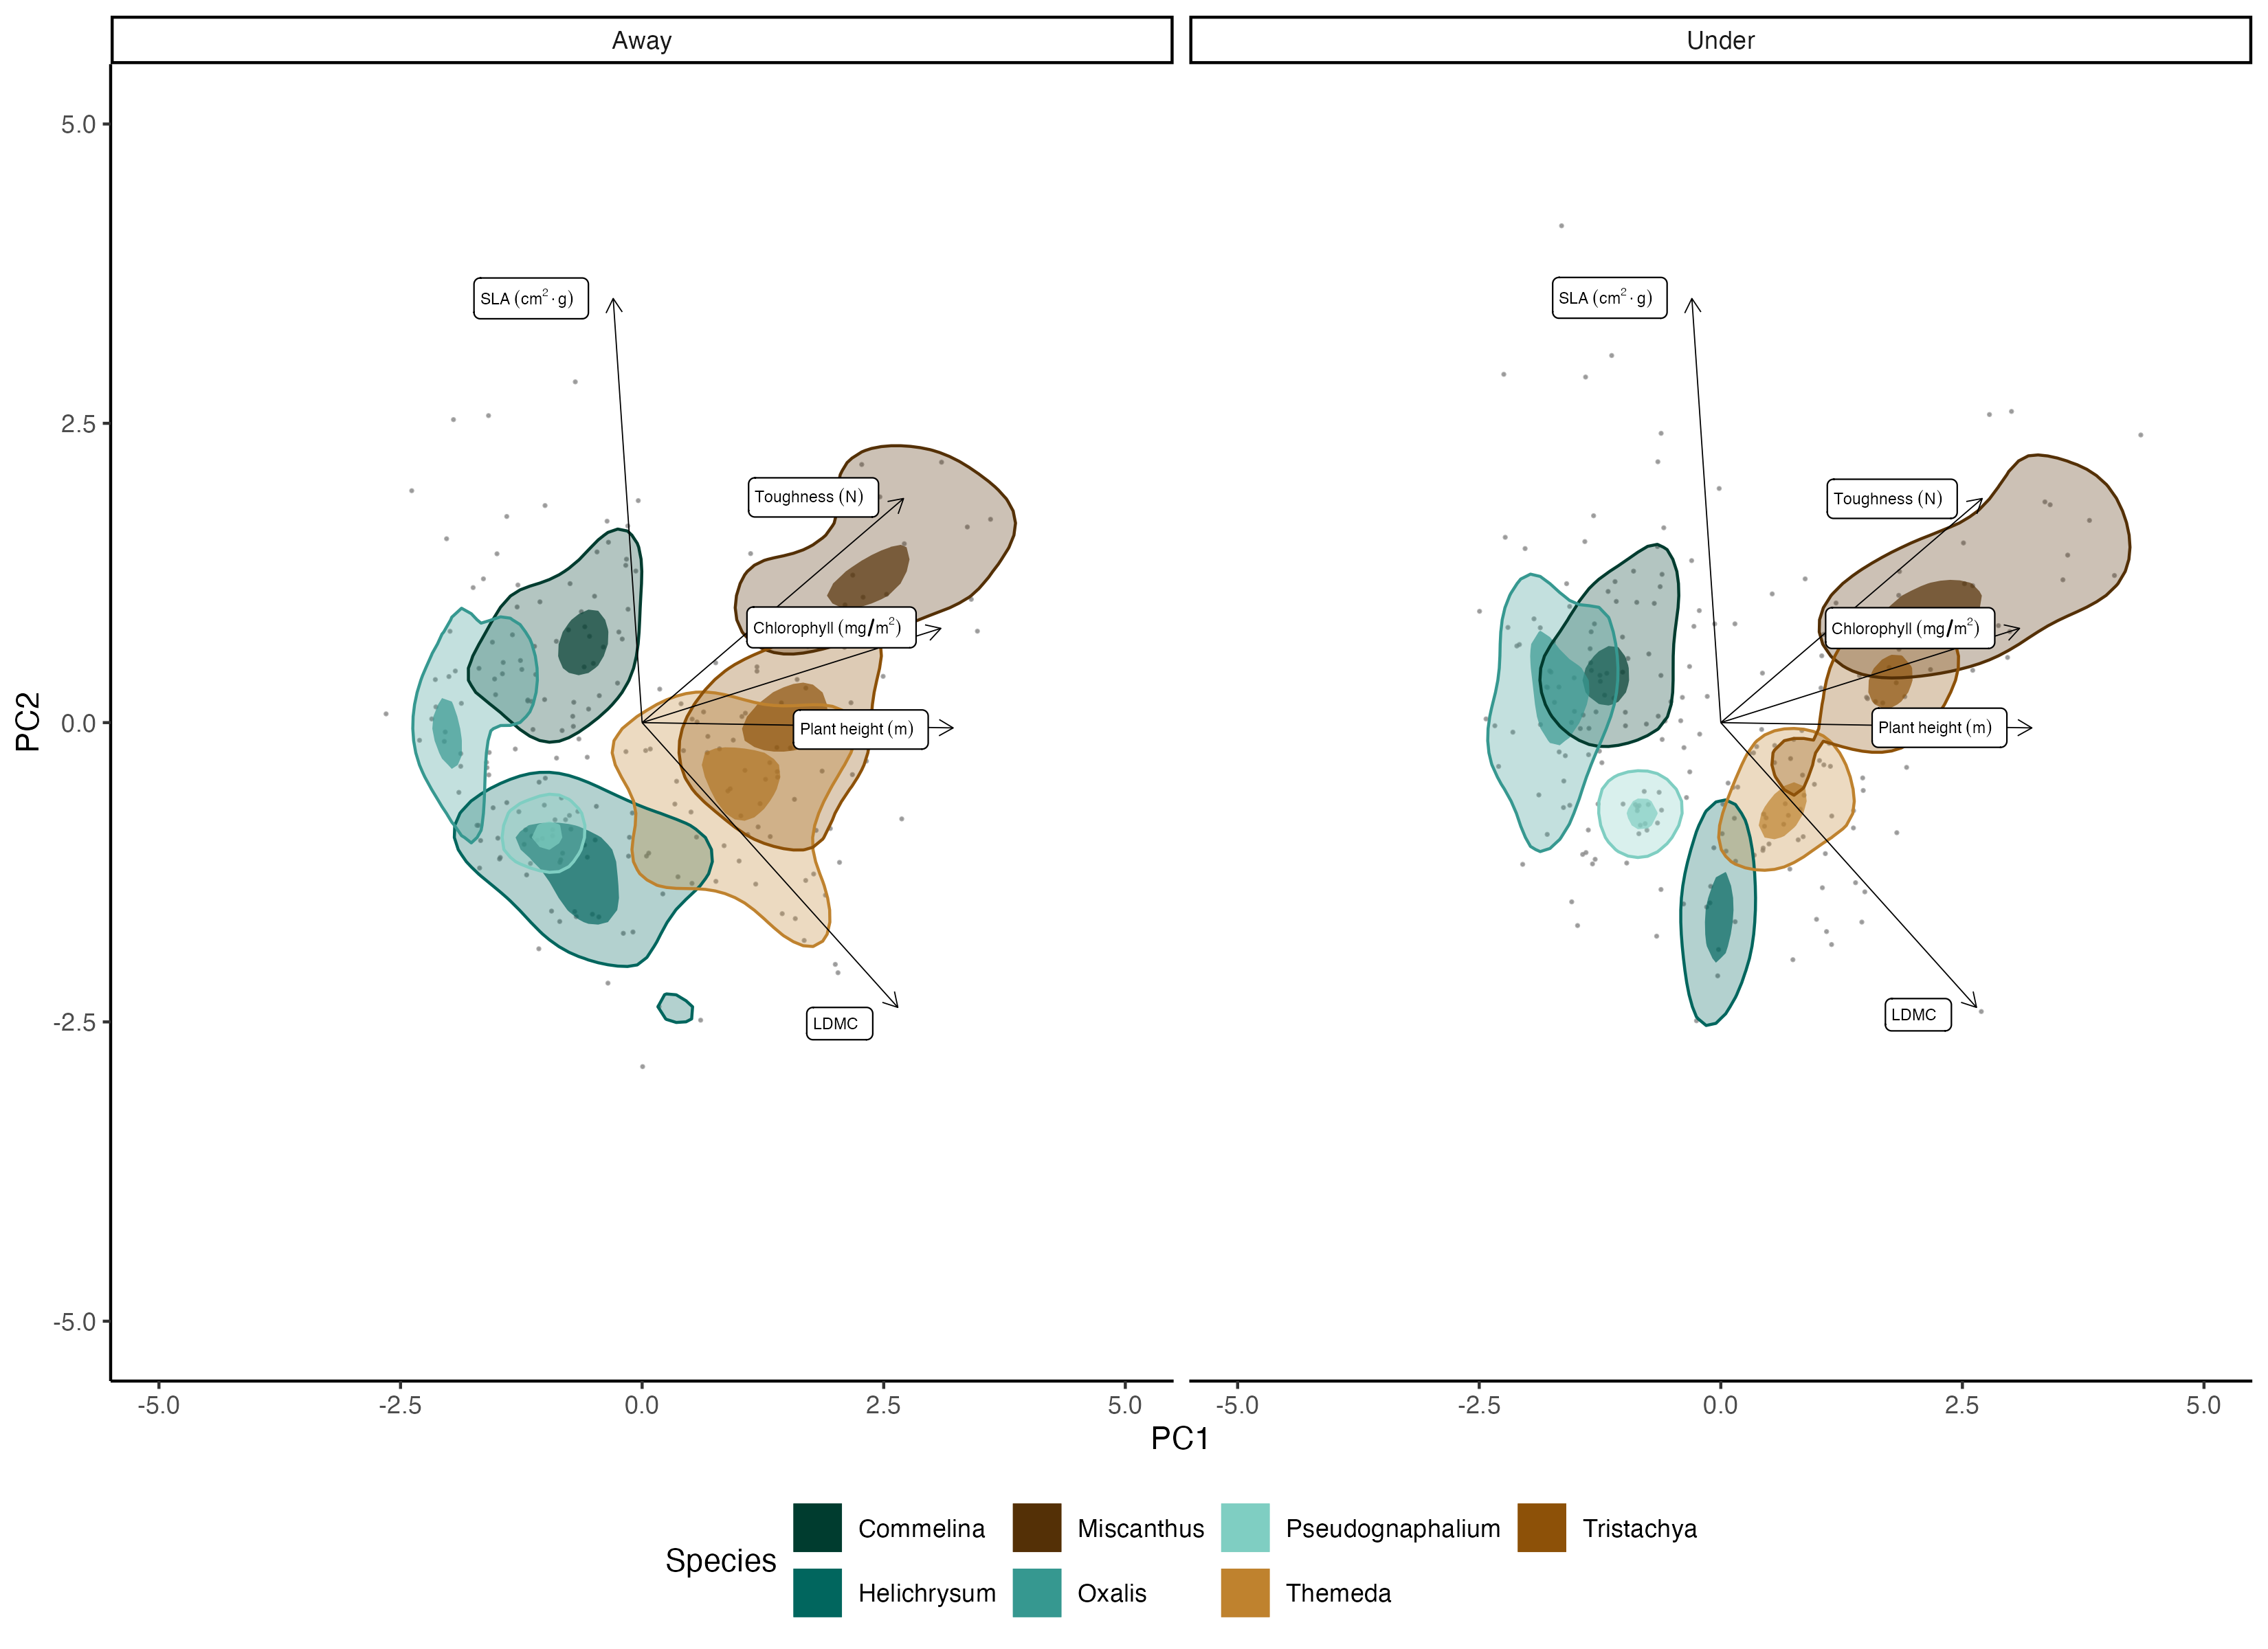 Away
Under
5.0
2.5
0.0
-2.5
-5.0
PC2
SLA (cm²·g)
Toughness (N)
Chlorophyll (mg/m²)
Plant height (m)
LDMC
SLA (cm²·g)
Toughness (N)
Chlorophyll (mg/m²)
Plant height (m)
LDMC
-5.0 -2.5 0.0 2.5 5.0
-5.0 -2.5 0.0 2.5 5.0
PC1
Species
Commelina Miscanthus Pseudognaphalium Tristachya
Helichrysum Oxalis Themeda